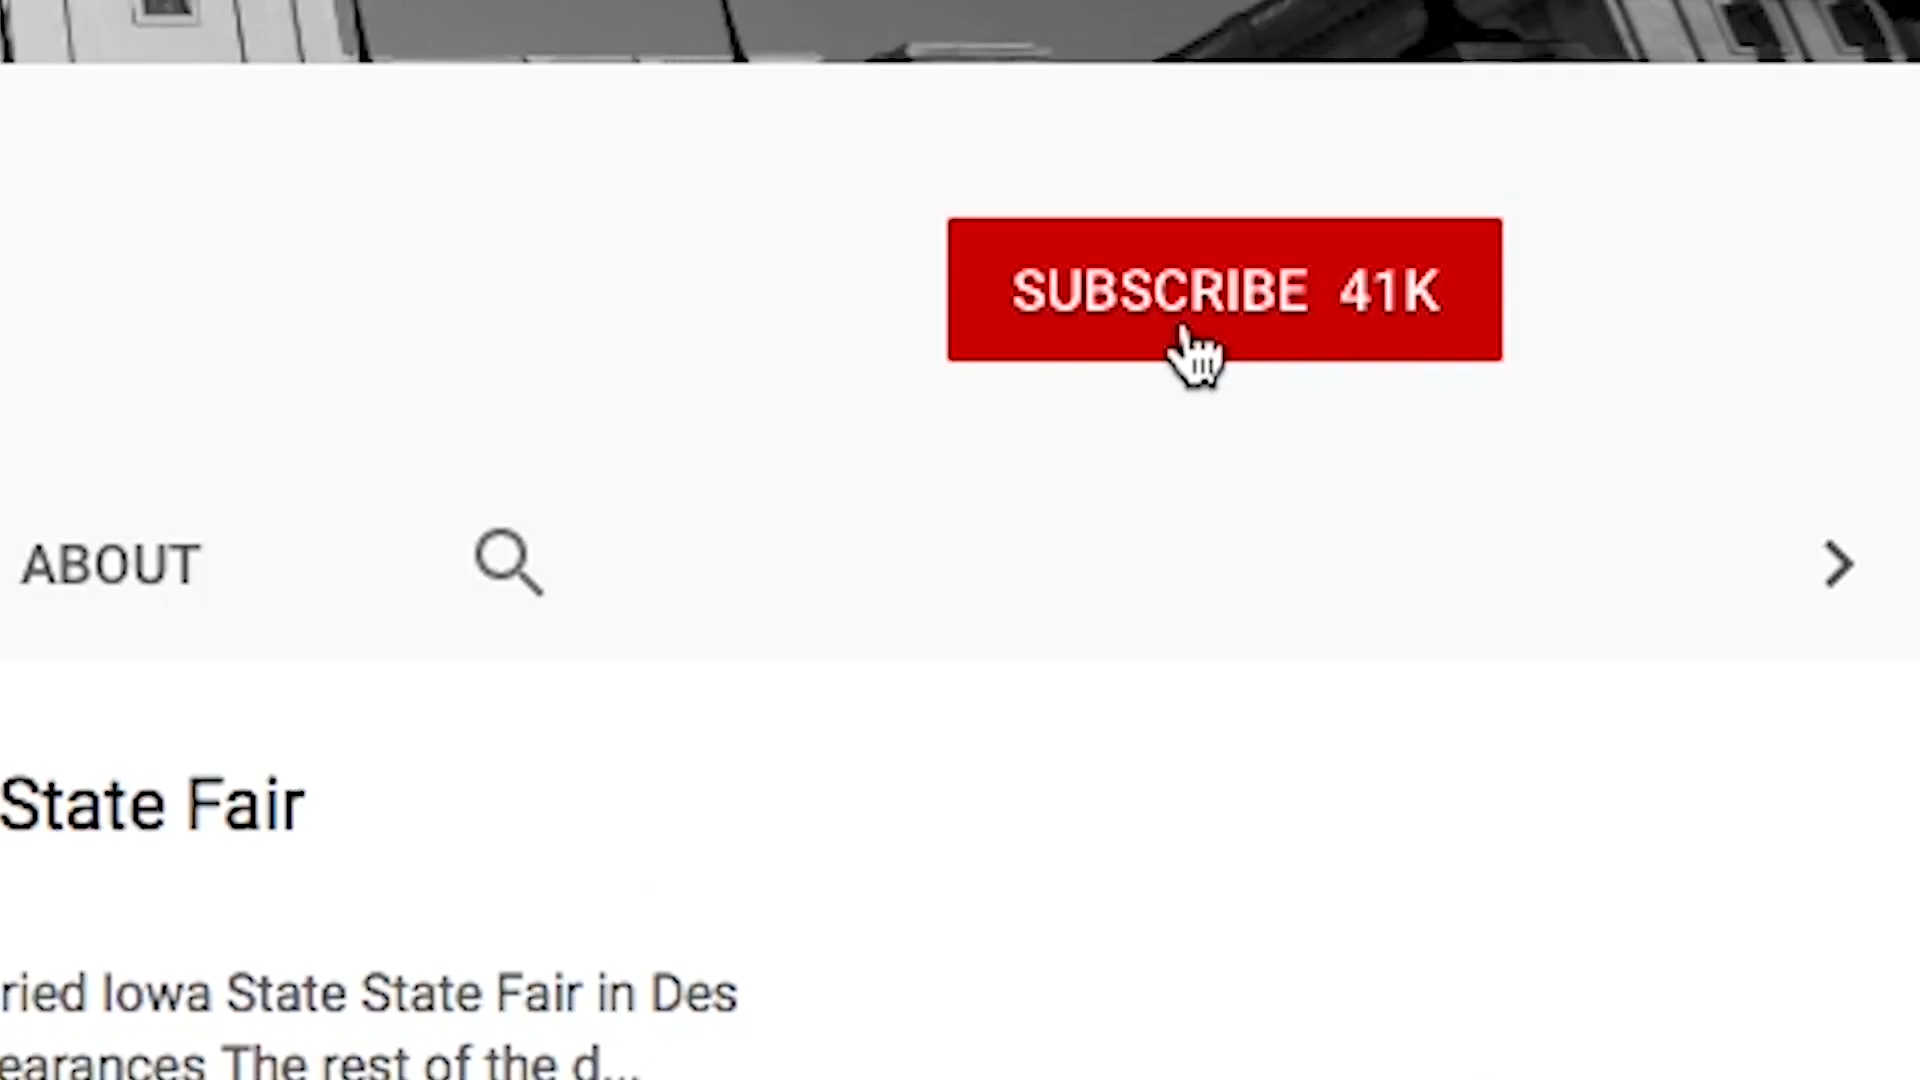 SUBSCRIBE 41K
ABOUT
State Fair
ried Iowa State State Fair in Des
earances The rest of the d...